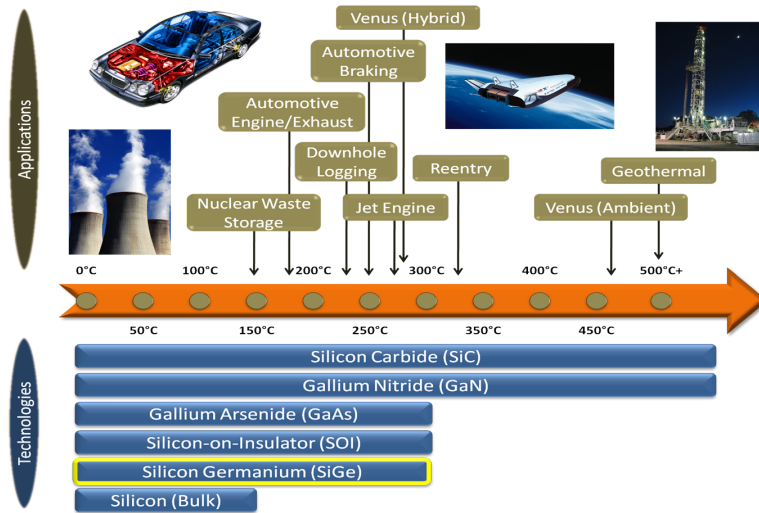 Applications
Venus (Hybrid)
Automotive
Braking
Automotive
Engine/Exhaust
Downhole
Logging
Reentry
Geothermal
Nuclear Waste
Storage
Jet Engine
Venus (Ambient)
0°C 100°C 200°C 300°C 400°C 500°C+
50°C 150°C 250°C 350°C 450°C
Technologies
Silicon Carbide (SiC)
Gallium Nitride (GaN)
Gallium Arsenide (GaAs)
Silicon-on-Insulator (SOI)
Silicon Germanium (SiGe)
Silicon (Bulk)